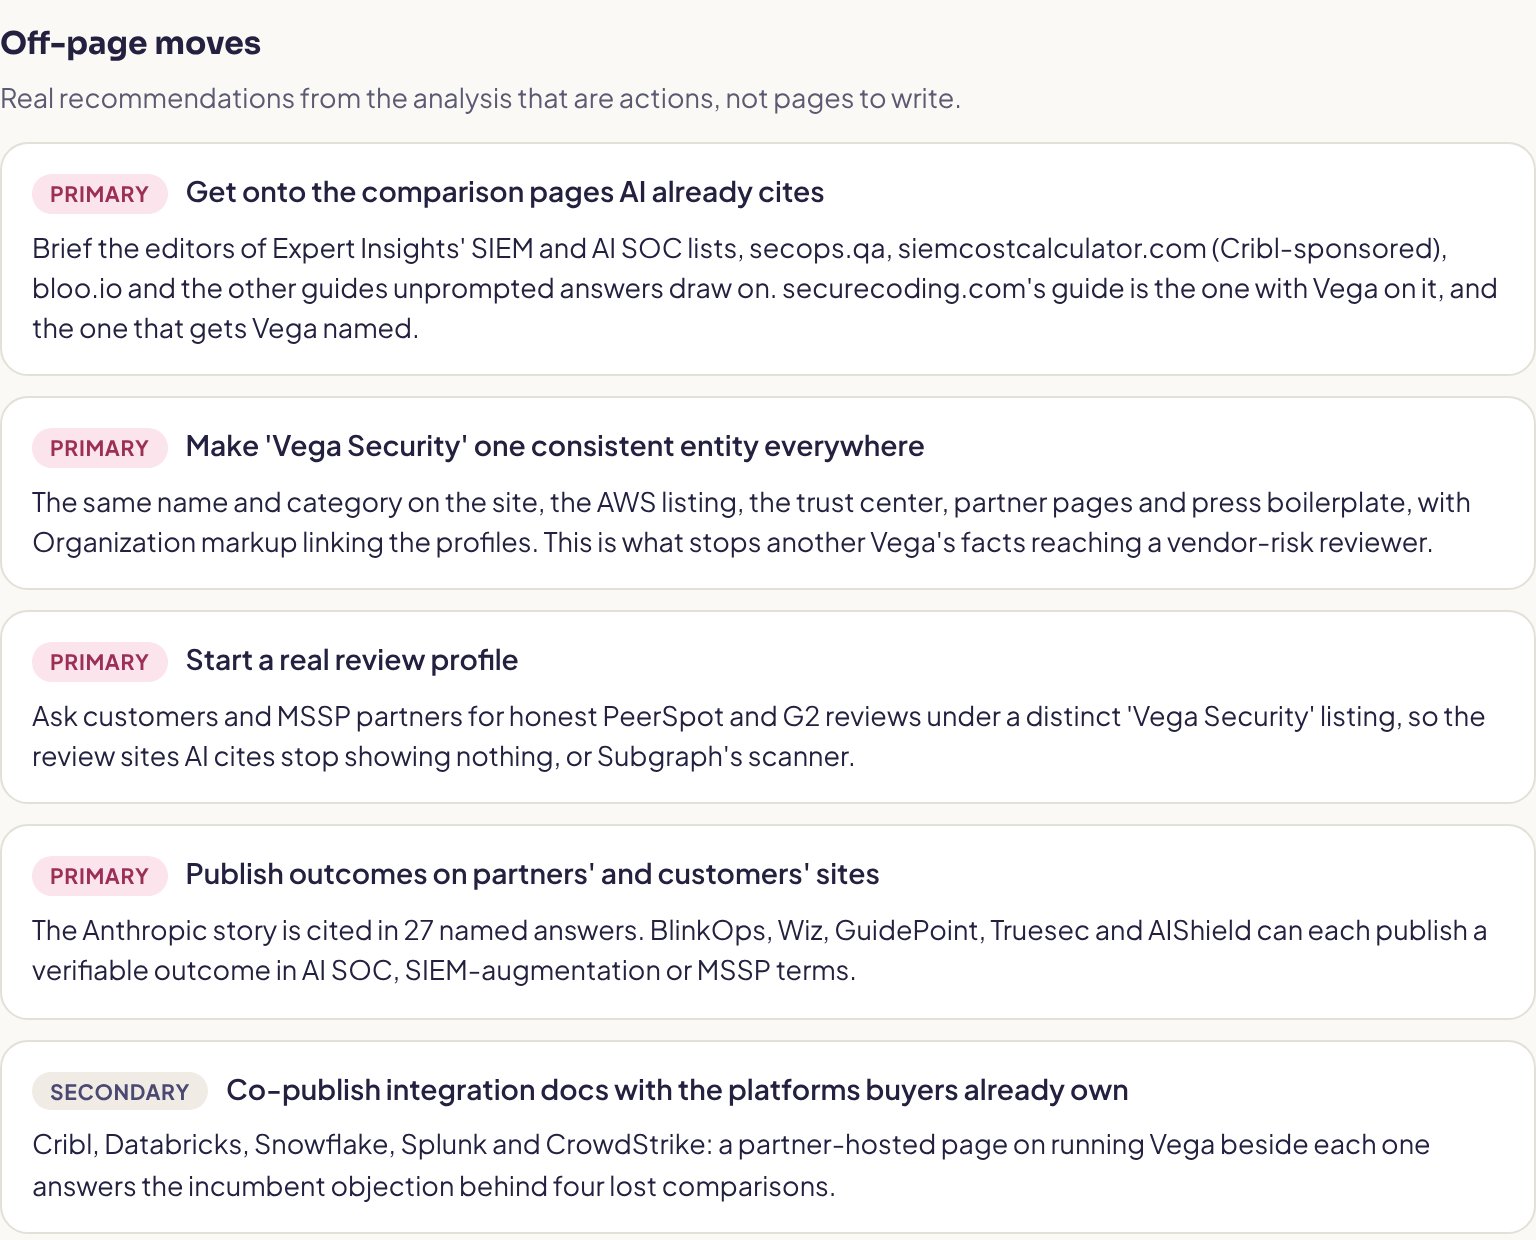 Off-page moves
Real recommendations from the analysis that are actions, not pages to write.
PRIMARY Get onto the comparison pages AI already cites
Brief the editors of Expert Insights' SIEM and AI SOC lists, secops.qa, siemcostcalculator.com (Cribl-sponsored),
bloo.io and the other guides unprompted answers draw on. securecoding.com's guide is the one with Vega on it, and
the one that gets Vega named.
PRIMARY Make 'Vega Security' one consistent entity everywhere
The same name and category on the site, the AWS listing, the trust center, partner pages and press boilerplate, with
Organization markup linking the profiles. This is what stops another Vega's facts reaching a vendor-risk reviewer.
PRIMARY Start a real review profile
Ask customers and MSSP partners for honest PeerSpot and G2 reviews under a distinct 'Vega Security' listing, so the
review sites AI cites stop showing nothing, or Subgraph's scanner.
PRIMARY Publish outcomes on partners' and customers' sites
The Anthropic story is cited in 27 named answers. BlinkOps, Wiz, GuidePoint, Truesec and AIShield can each publish a
verifiable outcome in AI SOC, SIEM-augmentation or MSSP terms.
SECONDARY Co-publish integration docs with the platforms buyers already own
Cribl, Databricks, Snowflake, Splunk and CrowdStrike: a partner-hosted page on running Vega beside each one
answers the incumbent objection behind four lost comparisons.